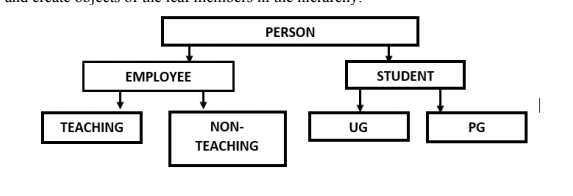 and create objects of the leaf members in the hierarchy.
PERSON
EMPLOYEE
STUDENT
TEACHING
NON-
TEACHING
UG
PG